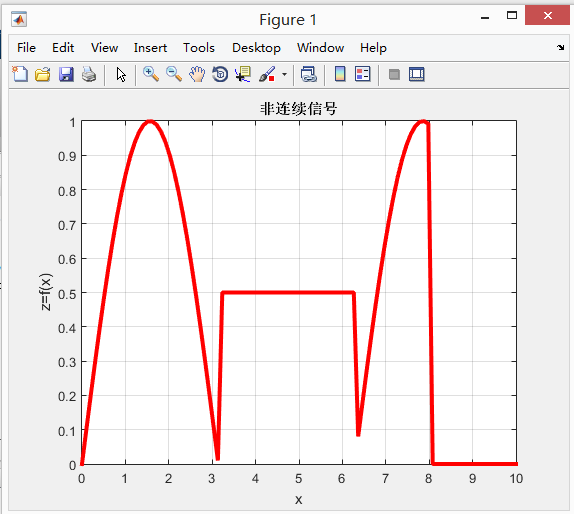 Figure 1
File Edit View Insert Tools Desktop Window Help
非连续信号
1
0.9
0.8
0.7
0.6
0.5
0.4
0.3
0.2
0.1
0
z=f(x)
0 1 2 3 4 5 6 7 8 9 10
x